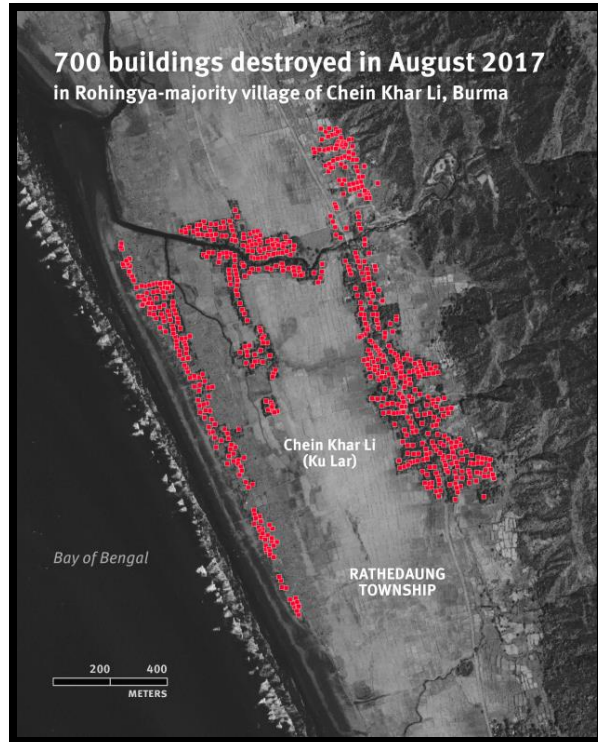 700 buildings destroyed in August 2017
in Rohingya-majority village of Chein Khar Li, Burma
Chein Khar Li
(Ku Lar)
Bay of Bengal
RATHEDAUNG
TOWNSHIP
200 400
METERS